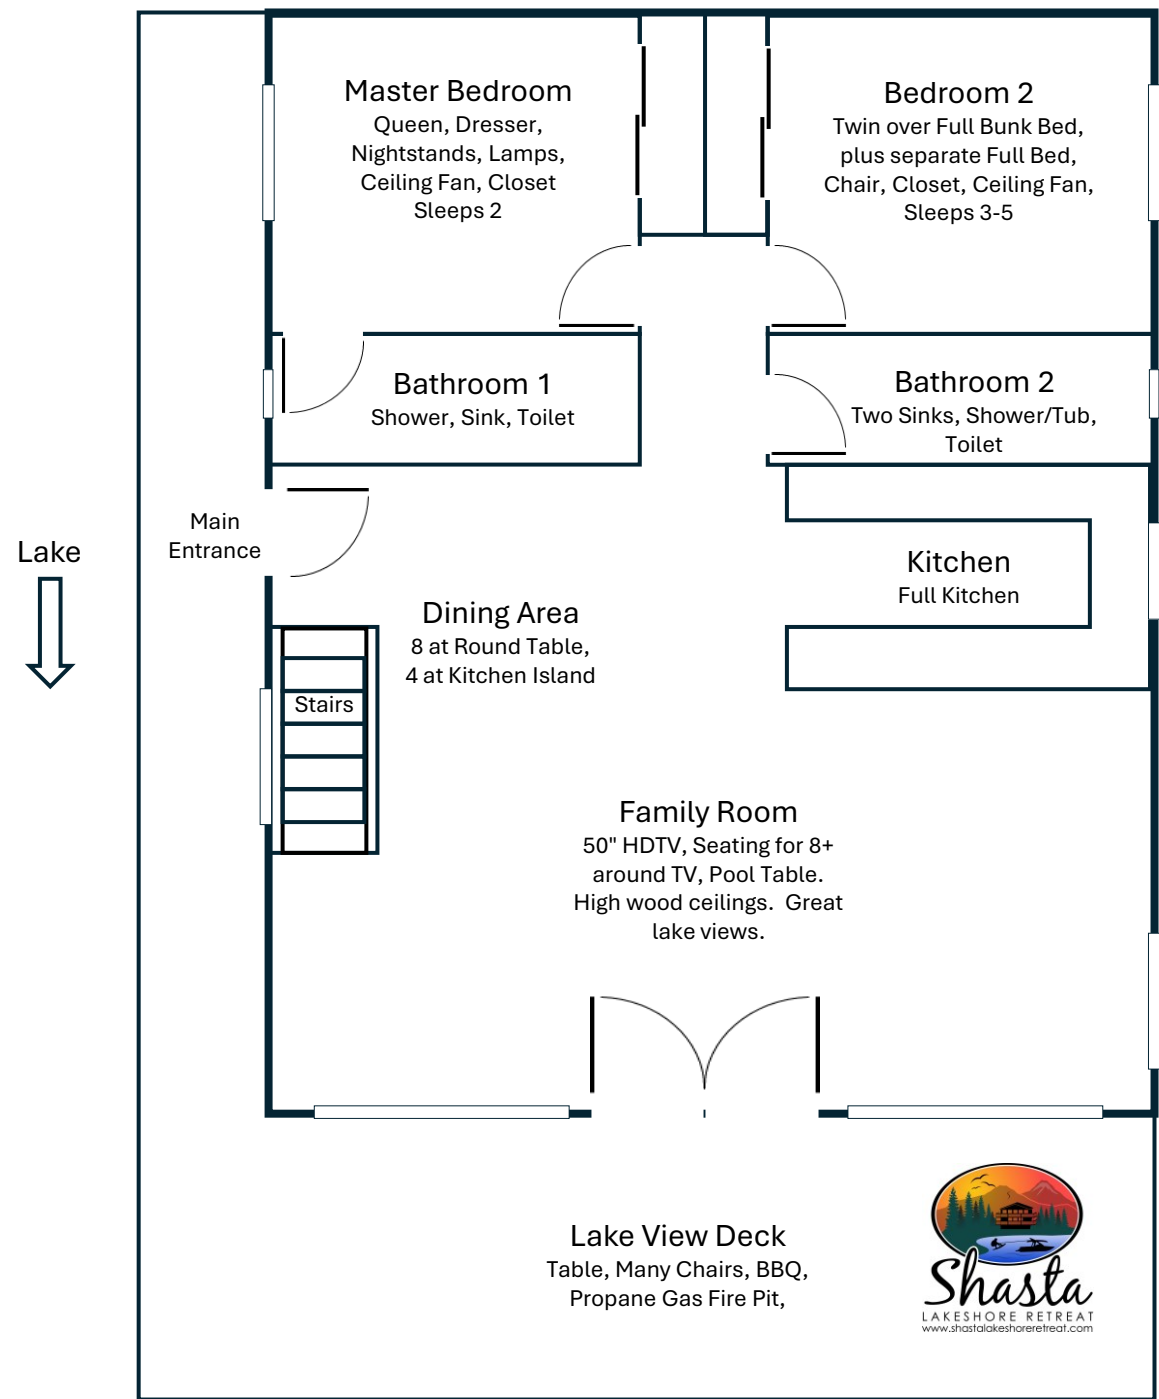 Master Bedroom
Queen, Dresser,
Nightstands, Lamps,
Ceiling Fan, Closet
Sleeps 2
Bedroom 2
Twin over Full Bunk Bed,
plus separate Full Bed,
Chair, Closet, Ceiling Fan,
Sleeps 3-5
Bathroom 1
Shower, Sink, Toilet
Bathroom 2
Two Sinks, Shower/Tub,
Toilet
Main
Entrance
Lake
Kitchen
Full Kitchen
Dining Area
8 at Round Table,
4 at Kitchen Island
Stairs
Family Room
50" HDTV, Seating for 8+
around TV, Pool Table.
High wood ceilings.  Great
lake views.
Lake View Deck
Table, Many Chairs, BBQ,
Propane Gas Fire Pit,
Shasta
LAKESHORE RETREAT
www.shastalakeshoreretreat.com